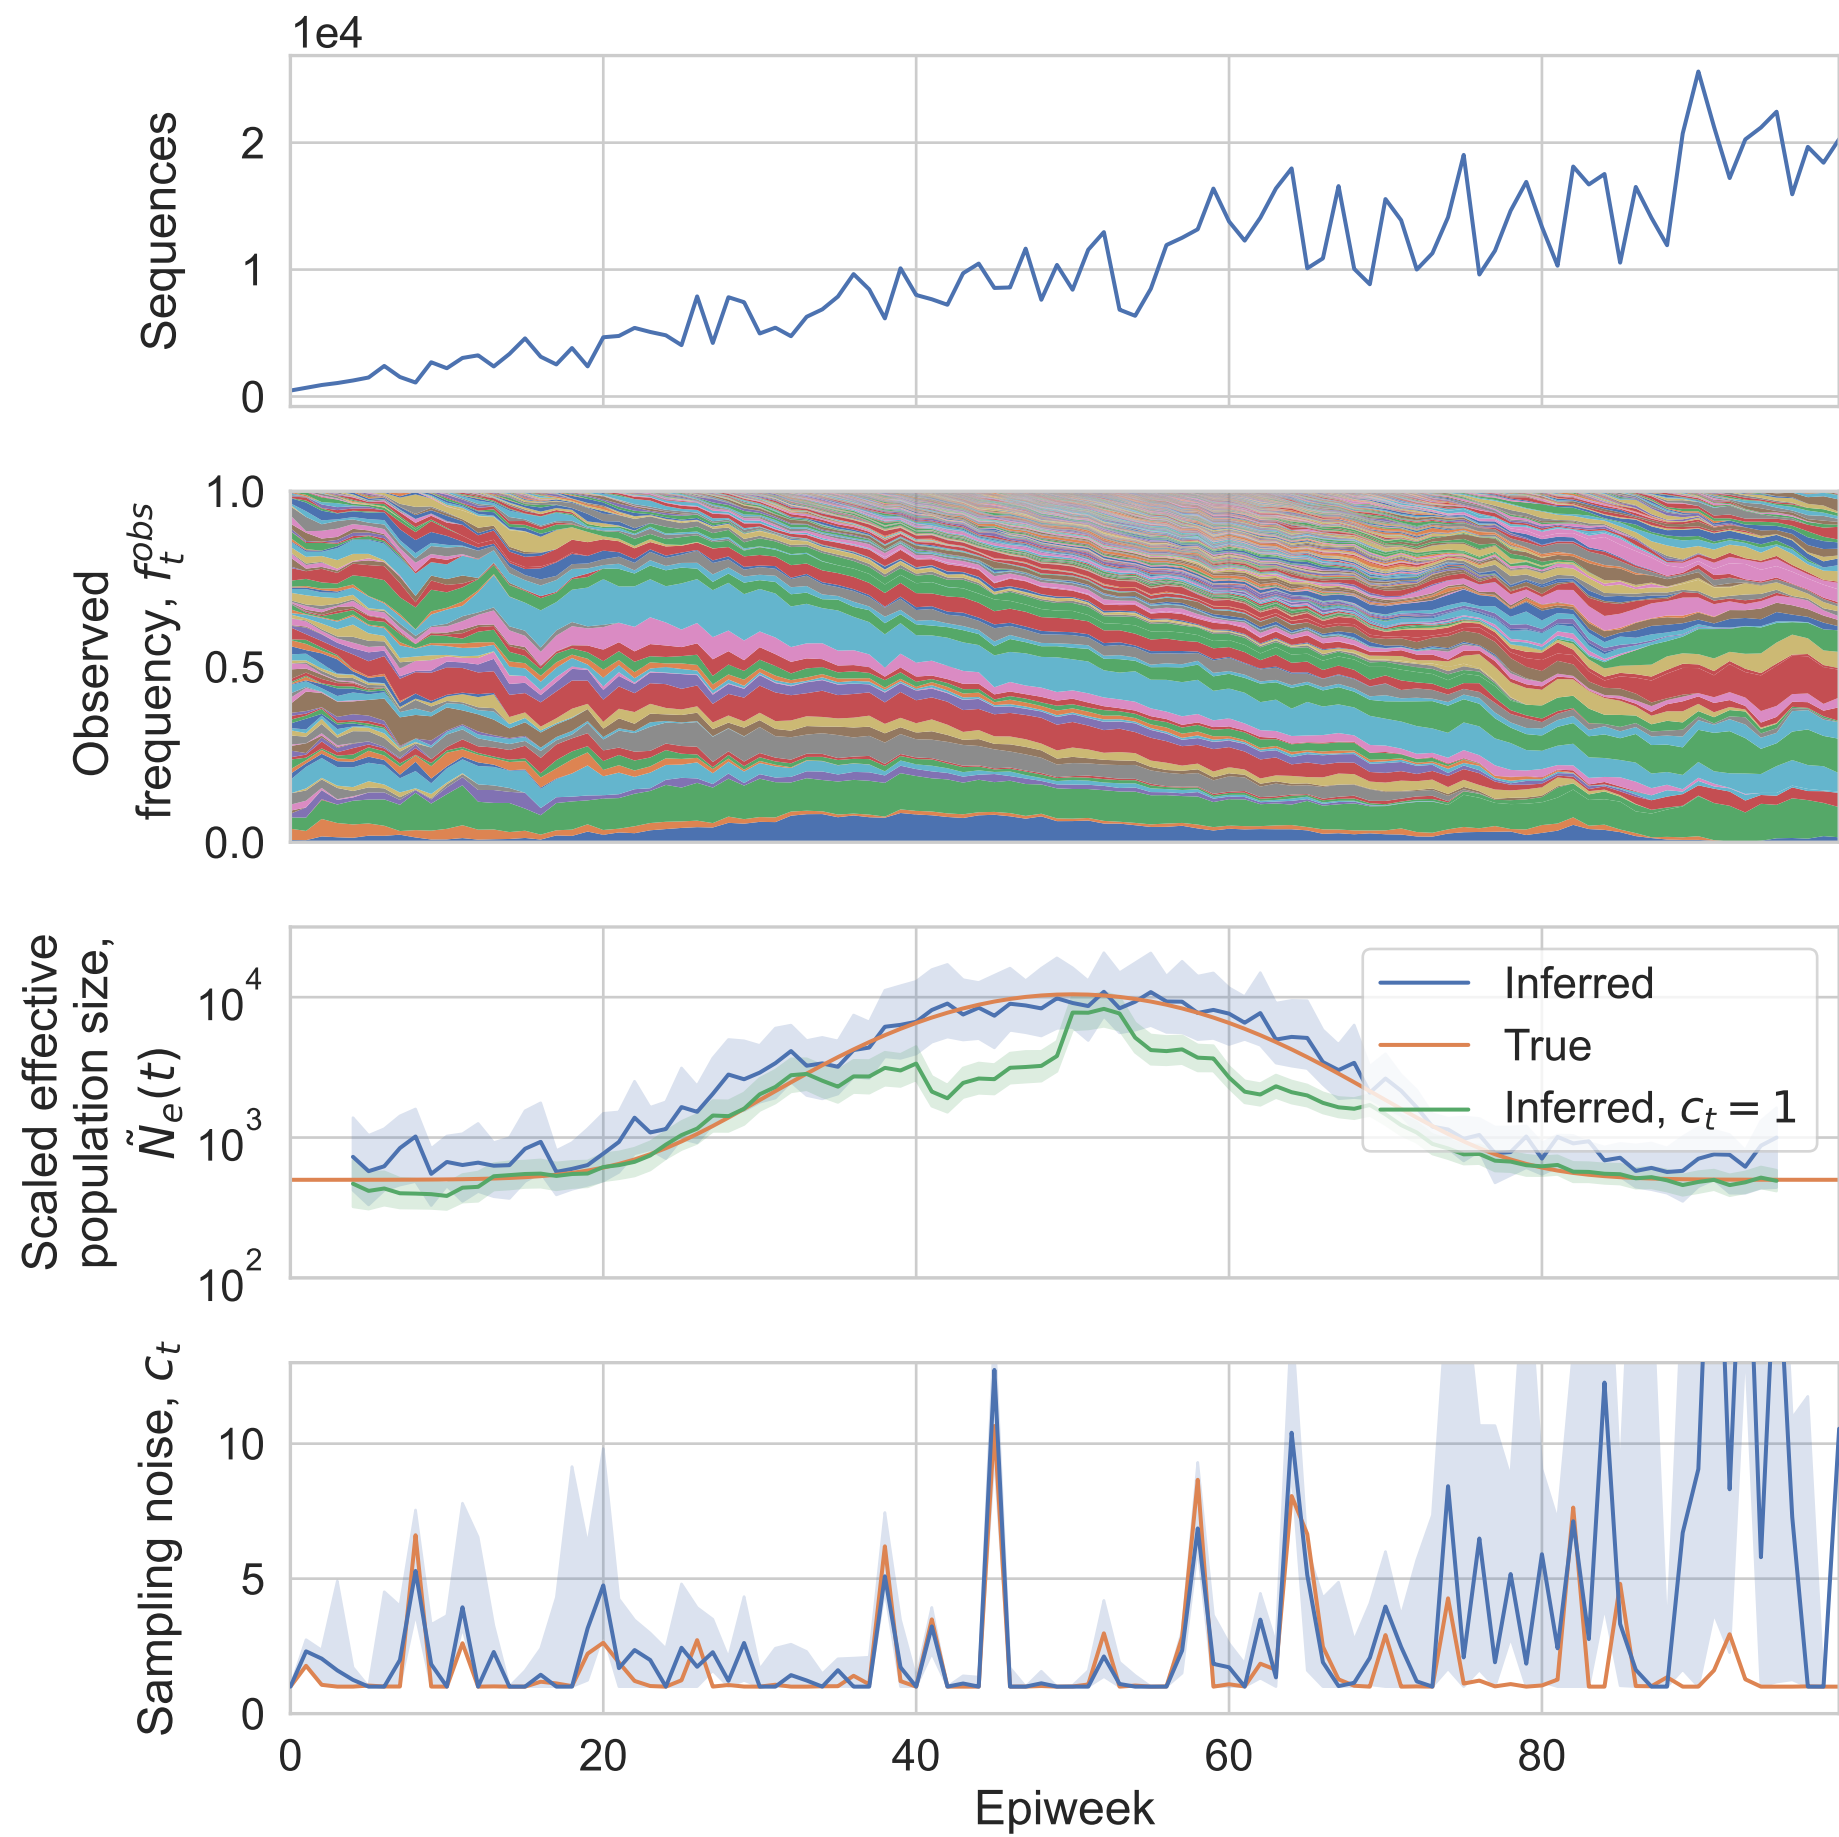 1e4
Sequences
2
1
0
Observed
frequency, f_t^{obs}
1.0
0.5
0.0
Scaled effective
population size,
Ñ_e(t)
10^4
10^3
10^2
Inferred
True
Inferred, c_t = 1
Sampling noise, c_t
10
5
0
0 20 40 60 80
Epiweek